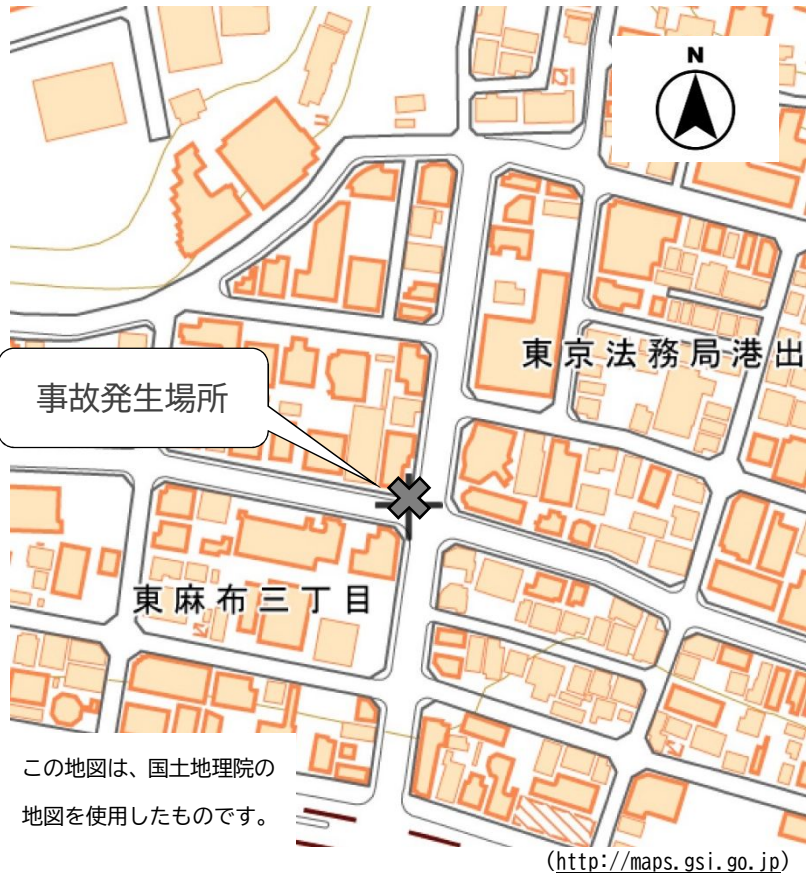 N
東京法務局港出
事故発生場所
東麻布三丁目
この地図は、国土地理院の
地図を使用したものです。
(http://maps.gsi.go.jp)